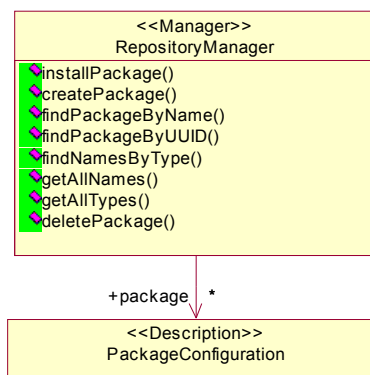 <<Manager>>
RepositoryManager
installPackage()
createPackage()
findPackageByName()
findPackageByUUID()
findNamesByType()
getAllNames()
getAllTypes()
deletePackage()
+package *
<<Description>>
PackageConfiguration